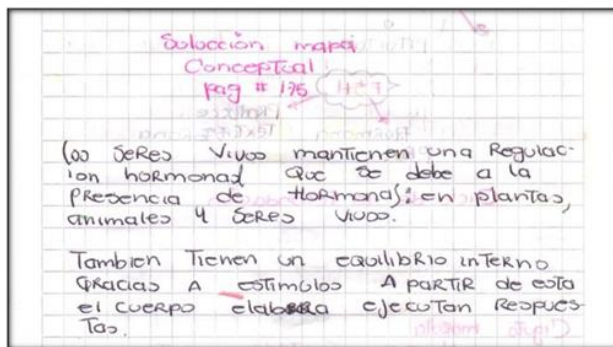 Solucción mapa
Conceptual
pag # 175
los seres vivos mantienen una Regulac-
ion hormonal que se debe a la
Presencia de Hormonas: en plantas,
animales y seres vivos.
Tambien Tienen un equilibrio interno
Gracias A estimulos A partir de esta
el cuerpo elabora ejecutan Respues-
Tas.